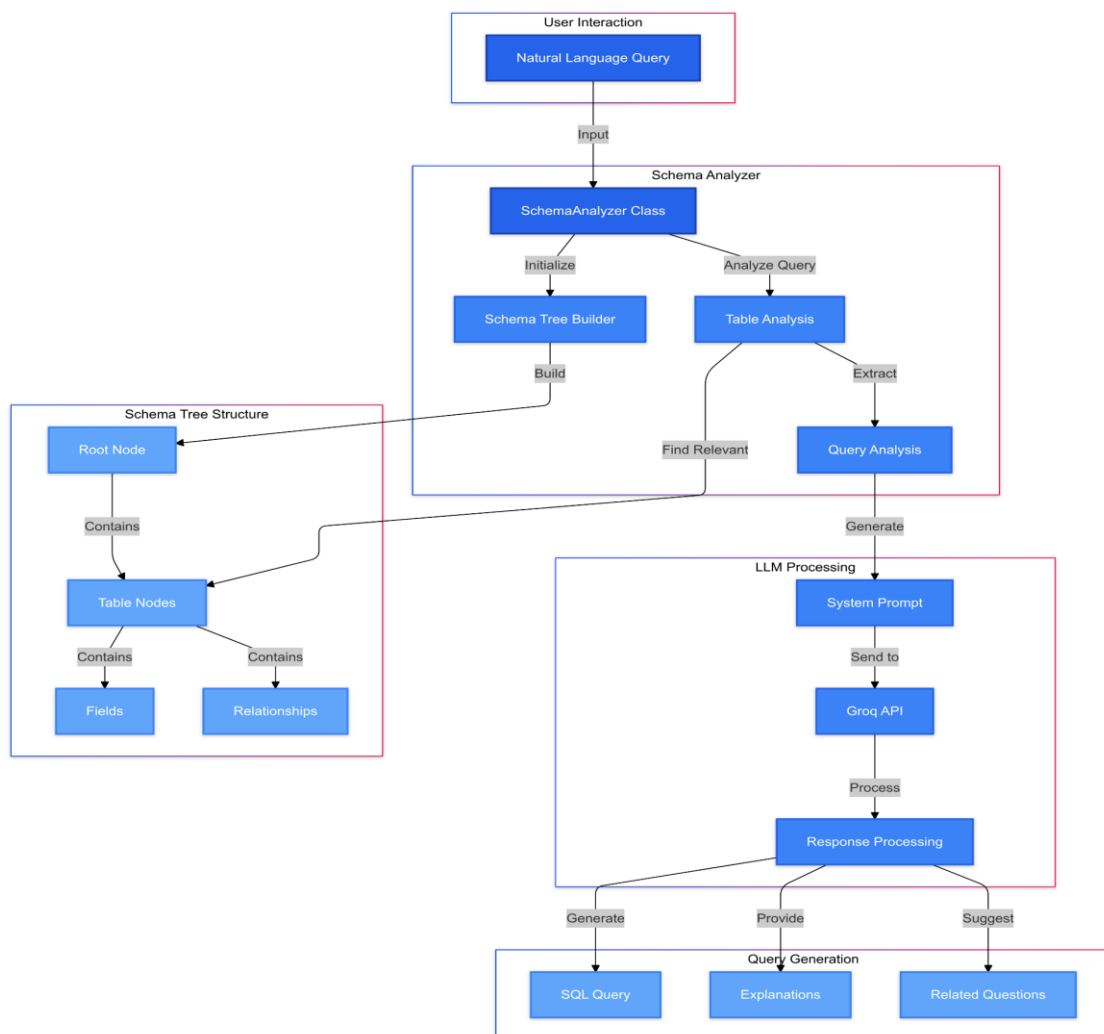 User Interaction
Natural Language Query
Input
Schema Analyzer
SchemaAnalyzer Class
Initialize
Analyze Query
Schema Tree Builder
Table Analysis
Build
Extract
Schema Tree Structure
Root Node
Find Relevant
Query Analysis
Contains
Generate
LLM Processing
Table Nodes
System Prompt
Contains
Contains
Send to
Fields
Relationships
Groq API
Process
Response Processing
Generate
Provide
Suggest
Query Generation
SQL Query
Explanations
Related Questions